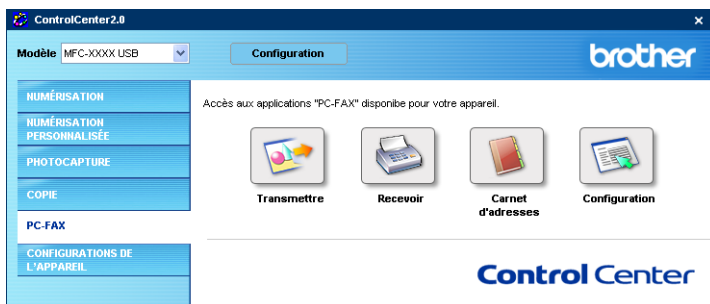 ControlCenter2.0
Modèle MFC-XXXX USB
Configuration
brother
NUMÉRISATION
NUMÉRISATION
PERSONNALISÉE
PHOTOCAPTURE
COPIE
PC-FAX
CONFIGURATIONS DE
L'APPAREIL
Accès aux applications "PC-FAX" disponibe pour votre appareil.
Transmettre
Recevoir
Carnet
d'adresses
Configuration
Control Center